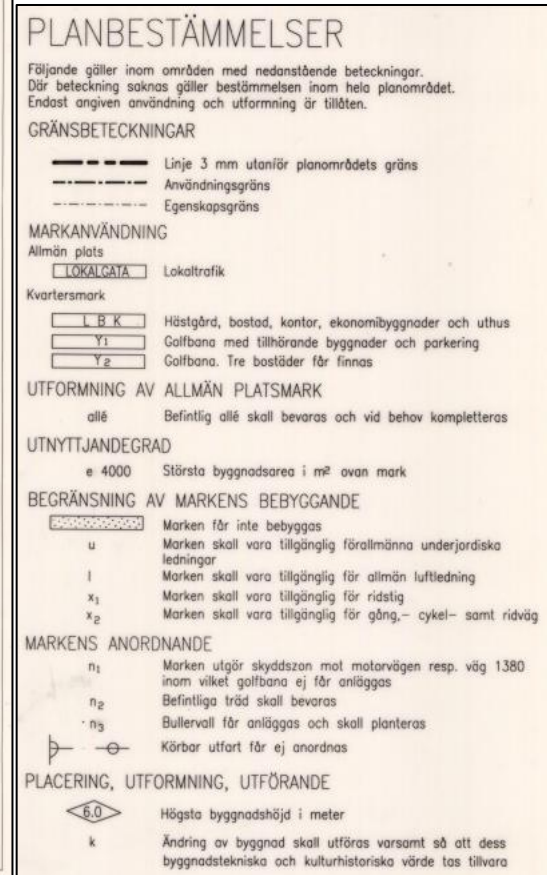 PLANBESTÄMMELSER
Följande gäller inom områden med nedanstående beteckningar.
Där beteckning saknas gäller bestämmelsen inom hela planområdet.
Endast angiven användning och utformning är tillåten.
GRÄNSBETECKNINGAR
Linje 3 mm utanför planområdets gräns
Användningsgräns
Egenskapsgräns
MARKANVÄNDNING
Allmän plats
LOKALGATA Lokaltrafik
Kvartersmark
L B K Hästgård, bostad, kontor, ekonomibyggnader och uthus
Y1 Golfbana med tillhörande byggnader och parkering
Y2 Golfbana. Tre bostäder får finnas
UTFORMNING AV ALLMÄN PLATSMARK
allé Befintlig allé skall bevaras och vid behov kompletteras
UTNYTTJANDEGRAD
e 4000 Största byggnadsarea i m² ovan mark
BEGRÄNSNING AV MARKENS BEBYGGANDE
Marken får inte bebyggas
u Marken skall vara tillgänglig förallmänna underjordiska
ledningar
l Marken skall vara tillgänglig för allmän luftledning
x₁ Marken skall vara tillgänglig för ridstig
x₂ Marken skall vara tillgänglig för gång,- cykel- samt ridväg
MARKENS ANORDNANDE
n₁ Marken utgör skyddszon mot motorvägen resp. väg 1380
inom vilket golfbana ej får anläggas
n₂ Befintliga träd skall bevaras
n₃ Bullervall får anläggas och skall planteras
Körbar utfart får ej anordnas
PLACERING, UTFORMNING, UTFÖRANDE
6.0 Högsta byggnadshöjd i meter
k Ändring av byggnad skall utföras varsamt så att dess
byggnadstekniska och kulturhistoriska värde tas tillvara